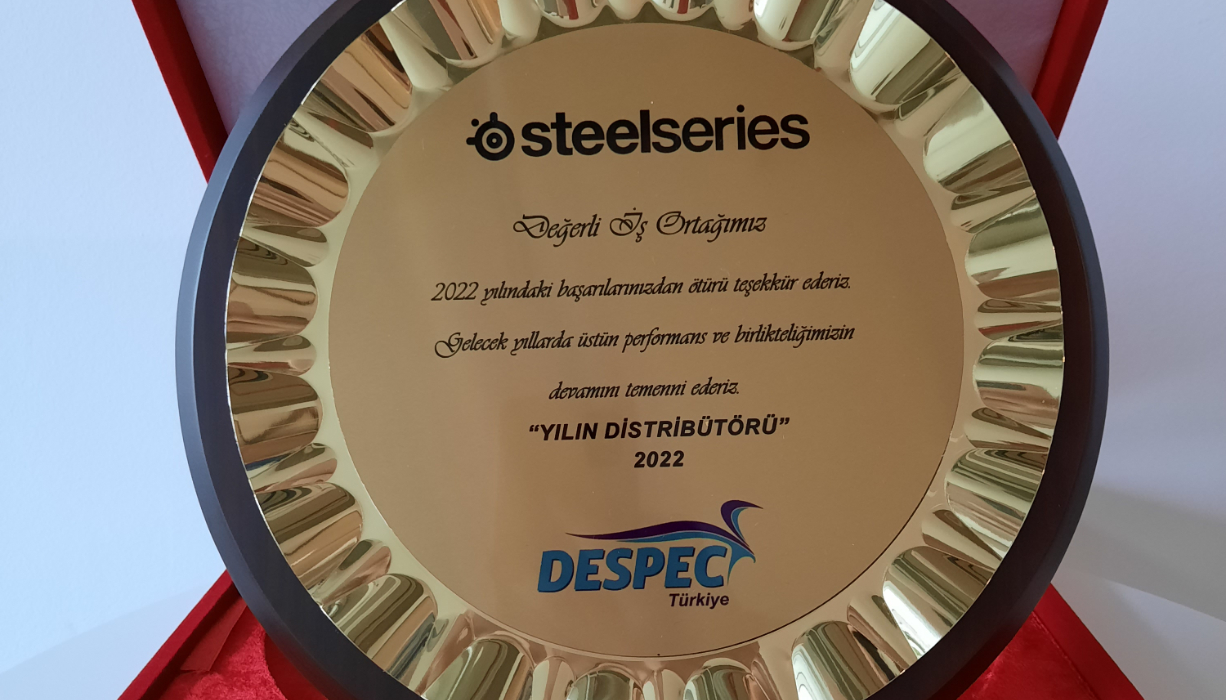 steelseries
Değerli İş Ortağımız
2022 yılındaki başarılarınızdan ötürü teşekkür ederiz.
Gelecek yıllarda üstün performans ve birlikteliğimizin
devamını temenni ederiz.
“YILIN DİSTRİBÜTÖRÜ”
2022
DESPEC
Türkiye